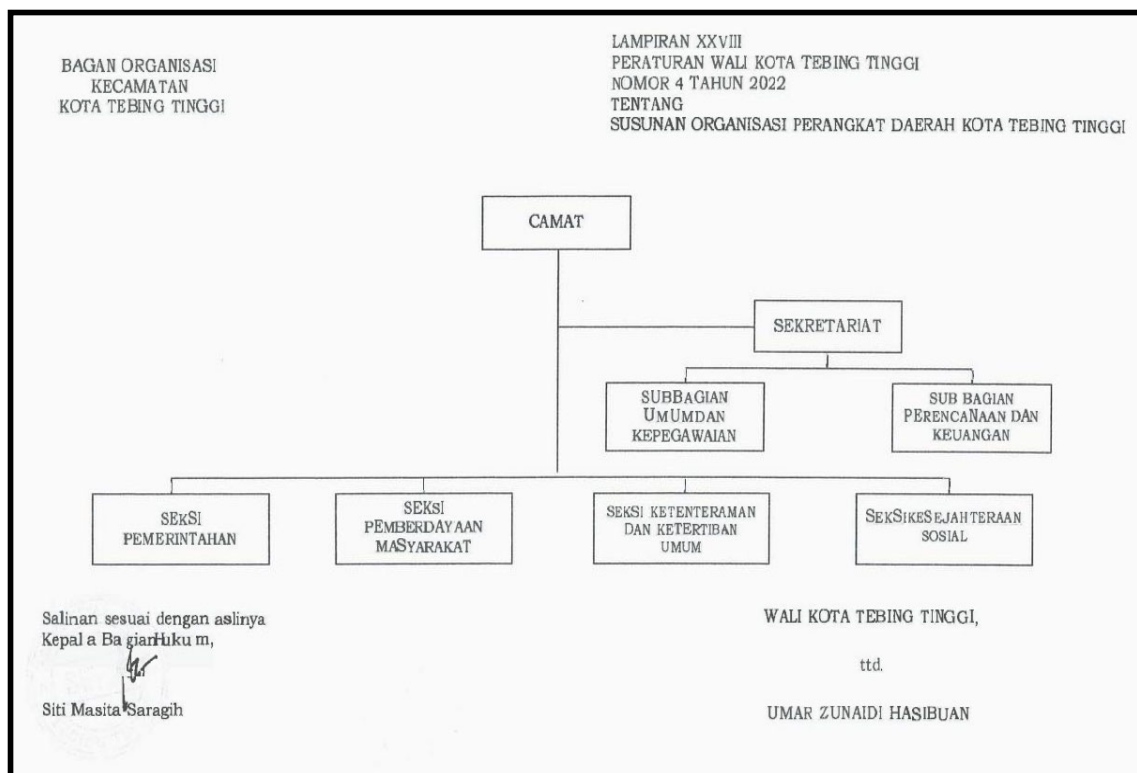 BAGAN ORGANISASI
KECAMATAN
KOTA TEBING TINGGI
LAMPIRAN XXVIII
PERATURAN WALI KOTA TEBING TINGGI
NOMOR 4 TAHUN 2022
TENTANG
SUSUNAN ORGANISASI PERANGKAT DAERAH KOTA TEBING TINGGI
CAMAT
SEKRETARIAT
SUBBAGIAN
UMUMDAN
KEPEGAWAIAN
SUB BAGIAN
PERENCANAAN DAN
KEUANGAN
SEKSI
PEMERINTAHAN
SEKSI
PEMBERDAYAAN
MASYARAKAT
SEKSI KETENTERAMAN
DAN KETERTIBAN
UMUM
SEKSIKESEJAHTERAAN
SOSIAL
Salinan sesuai dengan aslinya
Kepal a Ba gianHuku m,
Siti Masita Saragih
WALI KOTA TEBING TINGGI,
ttd.
UMAR ZUNAIDI HASIBUAN